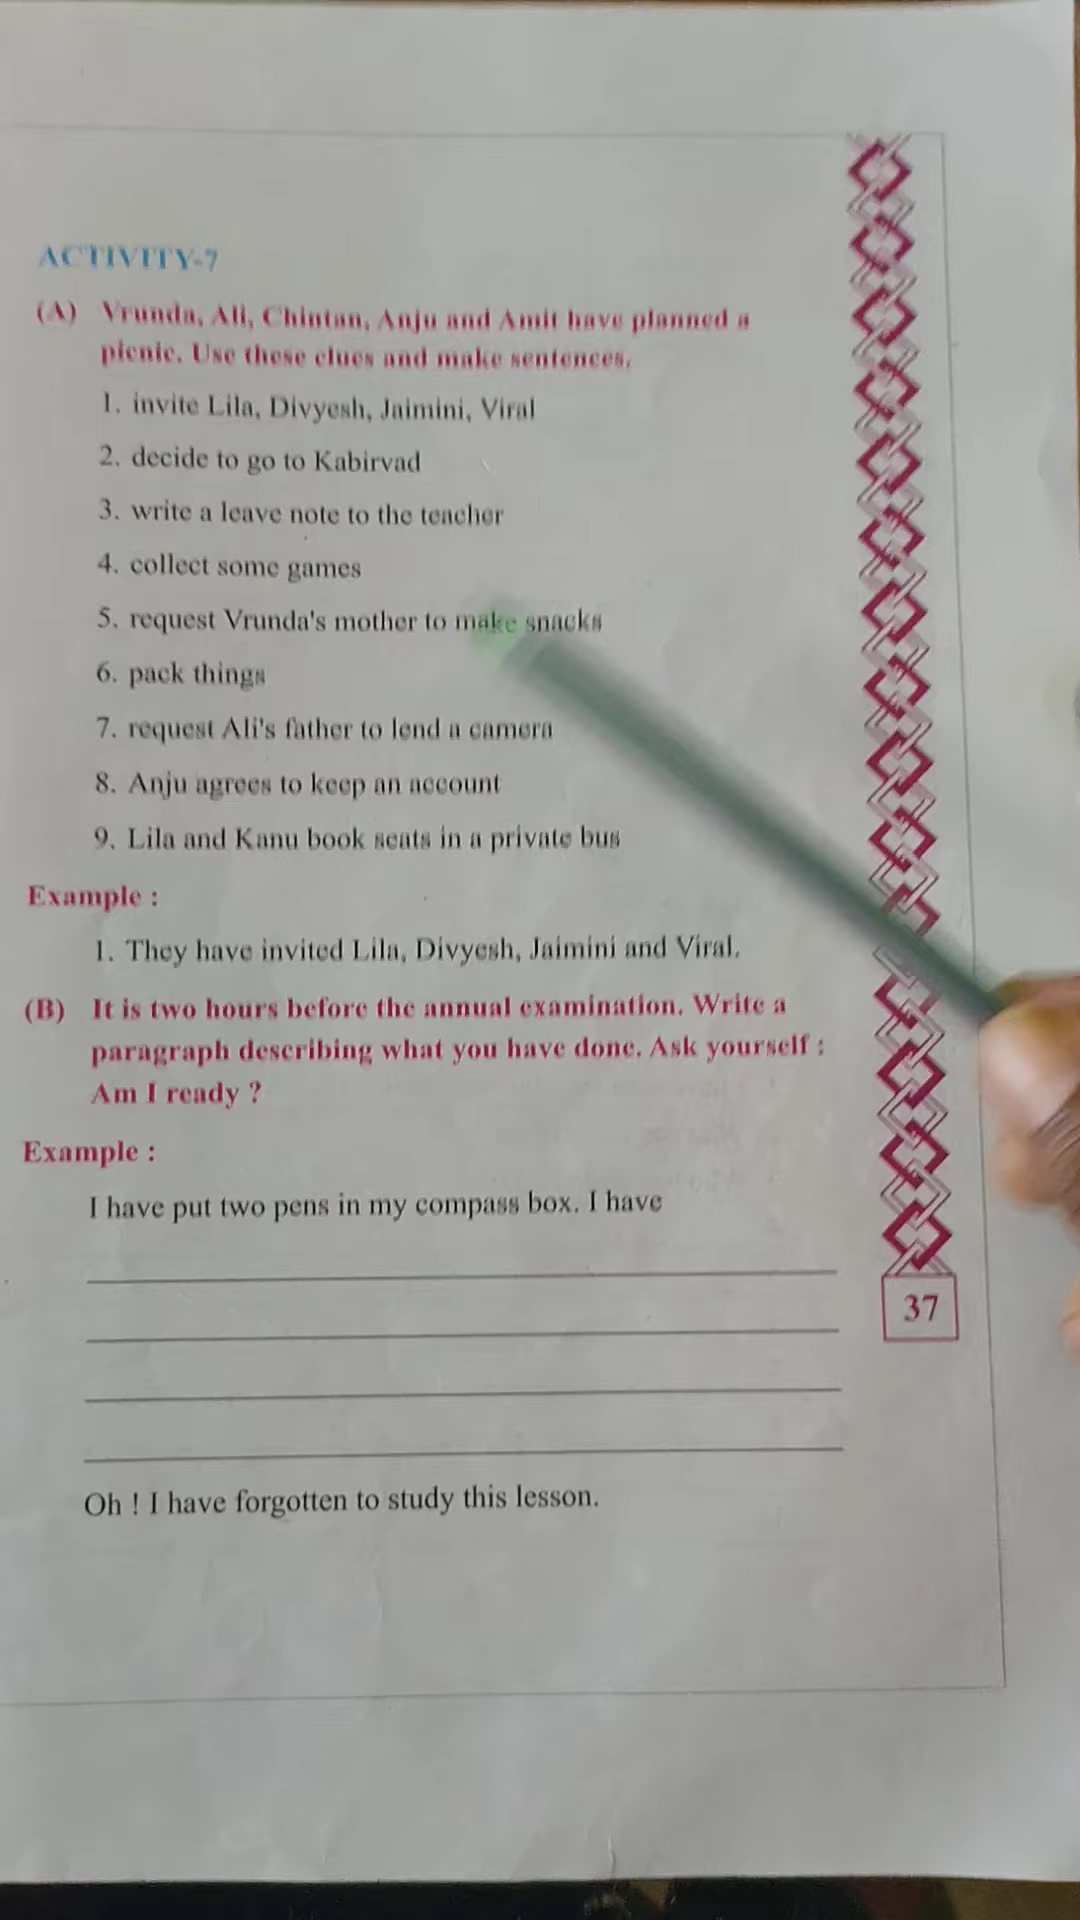 ACTIVITY-7
(A) Vrunda, Ali, Chintan, Anju and Amit have planned a
picnic. Use these clues and make sentences.
1. invite Lila, Divyesh, Jaimini, Viral
2. decide to go to Kabirvad
3. write a leave note to the teacher
4. collect some games
5. request Vrunda's mother to make snacks
6. pack things
7. request Ali's father to lend a camera
8. Anju agrees to keep an account
9. Lila and Kanu book seats in a private bus
Example :
1. They have invited Lila, Divyesh, Jaimini and Viral.
(B) It is two hours before the annual examination. Write a
paragraph describing what you have done. Ask yourself :
Am I ready ?
Example :
I have put two pens in my compass box. I have
37
Oh ! I have forgotten to study this lesson.